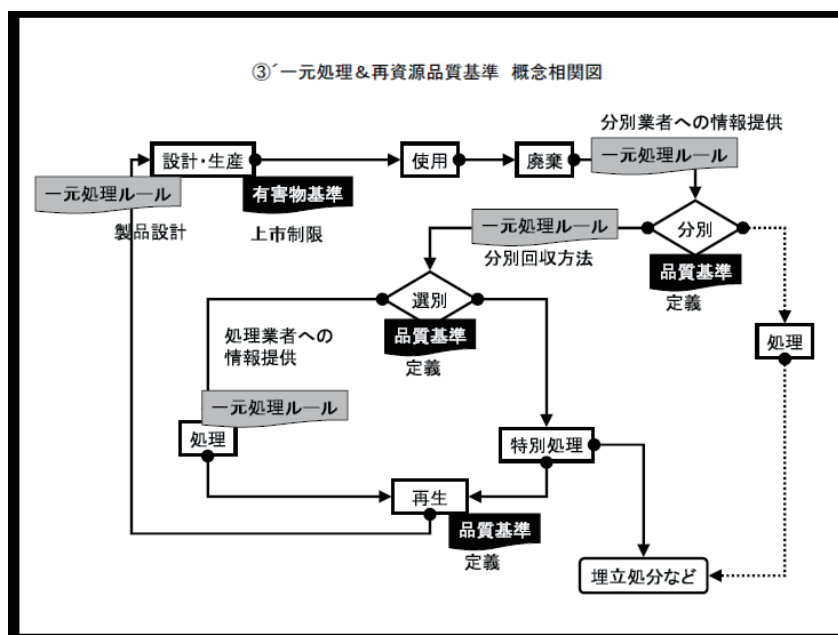 ③´一元処理&再資源品質基準 概念相関図
分別業者への情報提供
設計・生産
使用
廃棄
一元処理ルール
一元処理ルール
有害物基準
製品設計
上市制限
一元処理ルール
分別回収方法
分別
品質基準
定義
選別
品質基準
定義
処理業者への
情報提供
処理
一元処理ルール
処理
特別処理
再生
品質基準
定義
埋立処分など